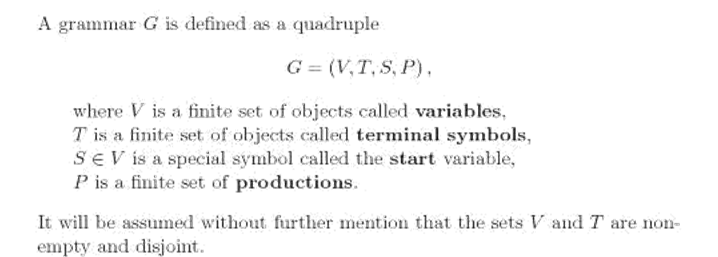 A grammar G is defined as a quadruple
G = (V, T, S, P) ,
where V is a finite set of objects called variables,
T is a finite set of objects called terminal symbols,
S ∈ V is a special symbol called the start variable,
P is a finite set of productions.
It will be assumed without further mention that the sets V and T are non-
empty and disjoint.